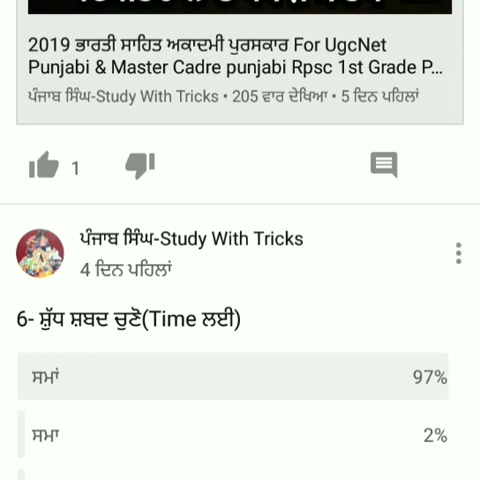 2019 ਭਾਰਤੀ ਸਾਹਿਤ ਅਕਾਦਮੀ ਪੁਰਸਕਾਰ For UgcNet
Punjabi & Master Cadre punjabi Rpsc 1st Grade P...
ਪੰਜਾਬ ਸਿੰਘ-Study With Tricks • 205 ਵਾਰ ਦੇਖਿਆ • 5 ਦਿਨ ਪਹਿਲਾਂ
1
ਪੰਜਾਬ ਸਿੰਘ-Study With Tricks
4 ਦਿਨ ਪਹਿਲਾਂ
6- ਸ਼ੁੱਧ ਸ਼ਬਦ ਚੁਣੋ(Time ਲਈ)
ਸਮਾਂ 97%
ਸਮਾ 2%